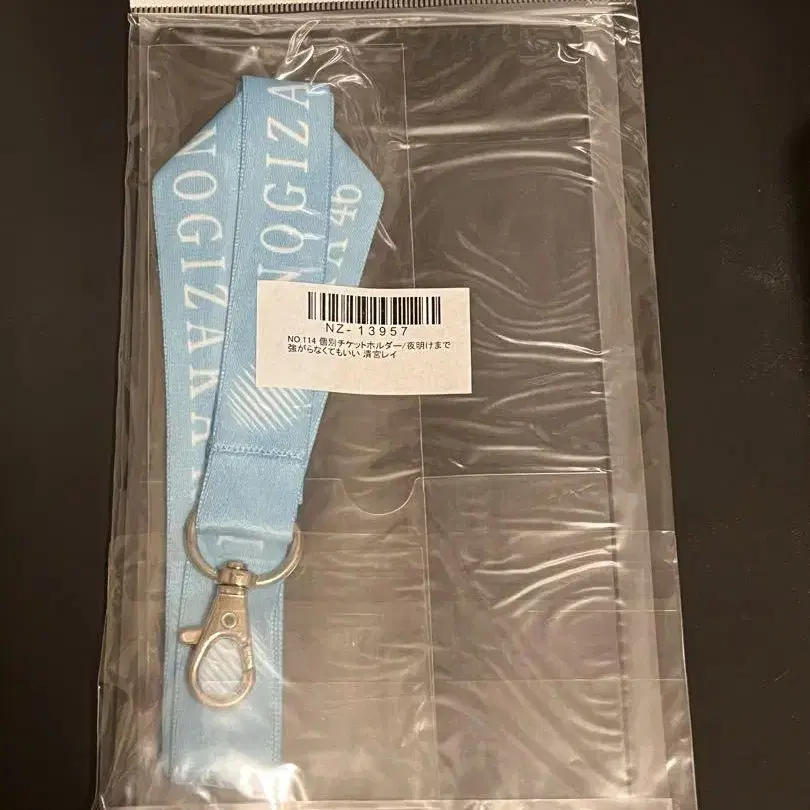 NOGIZAKA
NOGIZA
A 46
NZ-13957
NO.114 個別チケットホルダー/夜明けまで
強がらなくてもいい 清宮レイ